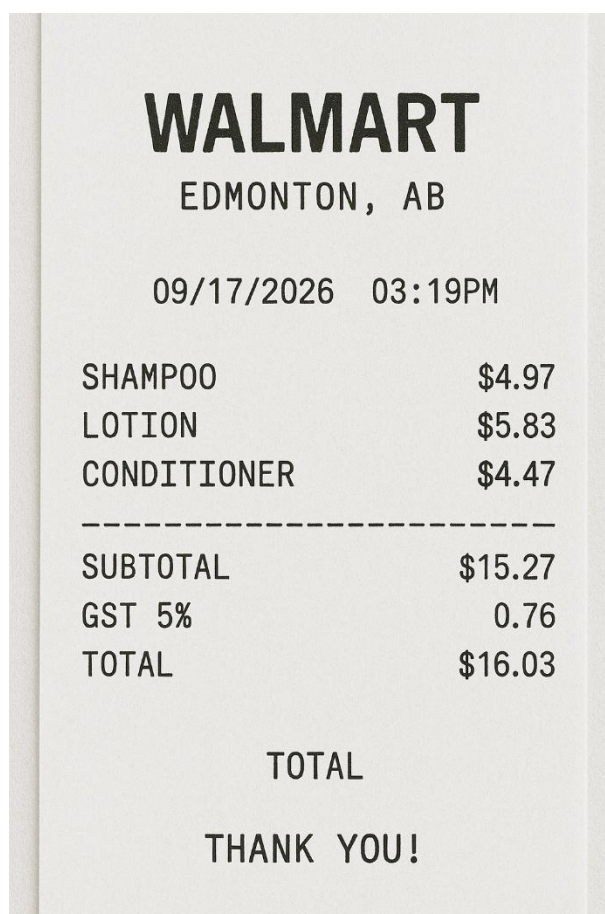 WALMART
EDMONTON, AB
09/17/2026 03:19PM
SHAMPOO $4.97
LOTION $5.83
CONDITIONER $4.47
------------------------
SUBTOTAL $15.27
GST 5% 0.76
TOTAL $16.03
TOTAL
THANK YOU!